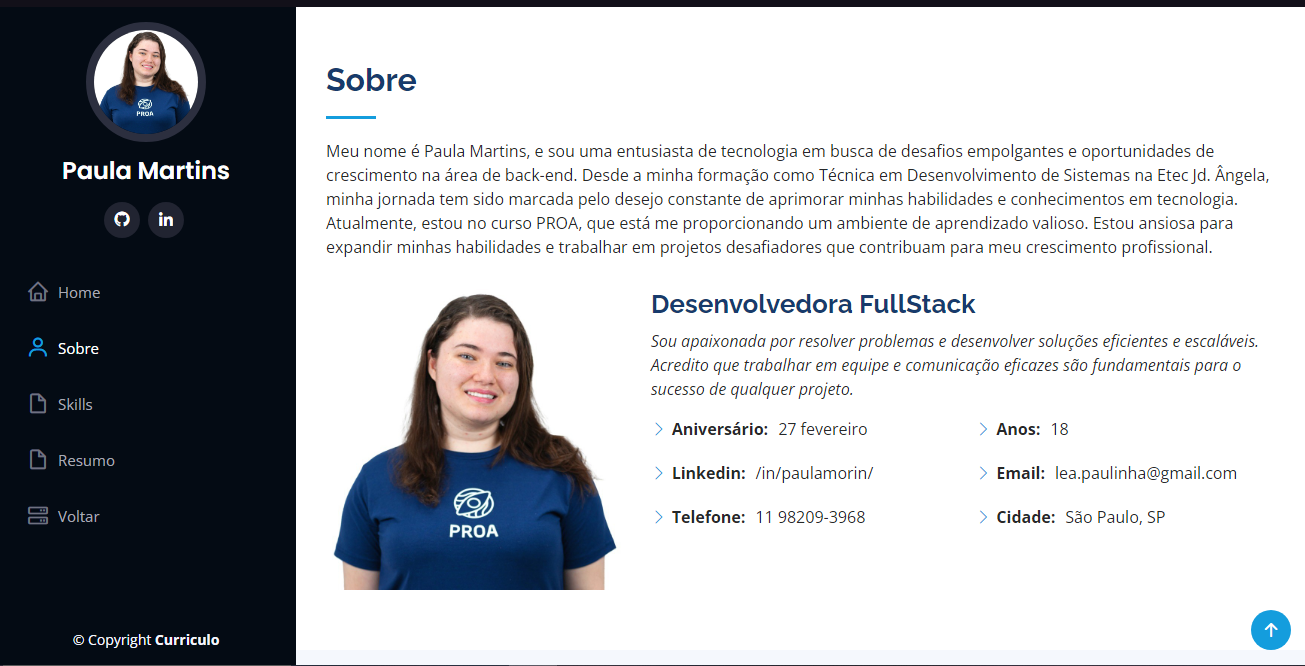 PROA
Paula Martins
Home
Sobre
Skills
Resumo
Voltar
© Copyright Curriculo
Sobre
Meu nome é Paula Martins, e sou uma entusiasta de tecnologia em busca de desafios empolgantes e oportunidades de
crescimento na área de back-end. Desde a minha formação como Técnica em Desenvolvimento de Sistemas na Etec Jd. Ângela,
minha jornada tem sido marcada pelo desejo constante de aprimorar minhas habilidades e conhecimentos em tecnologia.
Atualmente, estou no curso PROA, que está me proporcionando um ambiente de aprendizado valioso. Estou ansiosa para
expandir minhas habilidades e trabalhar em projetos desafiadores que contribuam para meu crescimento profissional.
PROA
Desenvolvedora FullStack
Sou apaixonada por resolver problemas e desenvolver soluções eficientes e escaláveis.
Acredito que trabalhar em equipe e comunicação eficazes são fundamentais para o
sucesso de qualquer projeto.
Aniversário: 27 fevereiro
Anos: 18
Linkedin: /in/paulamorin/
Email: lea.paulinha@gmail.com
Telefone: 11 98209-3968
Cidade: São Paulo, SP